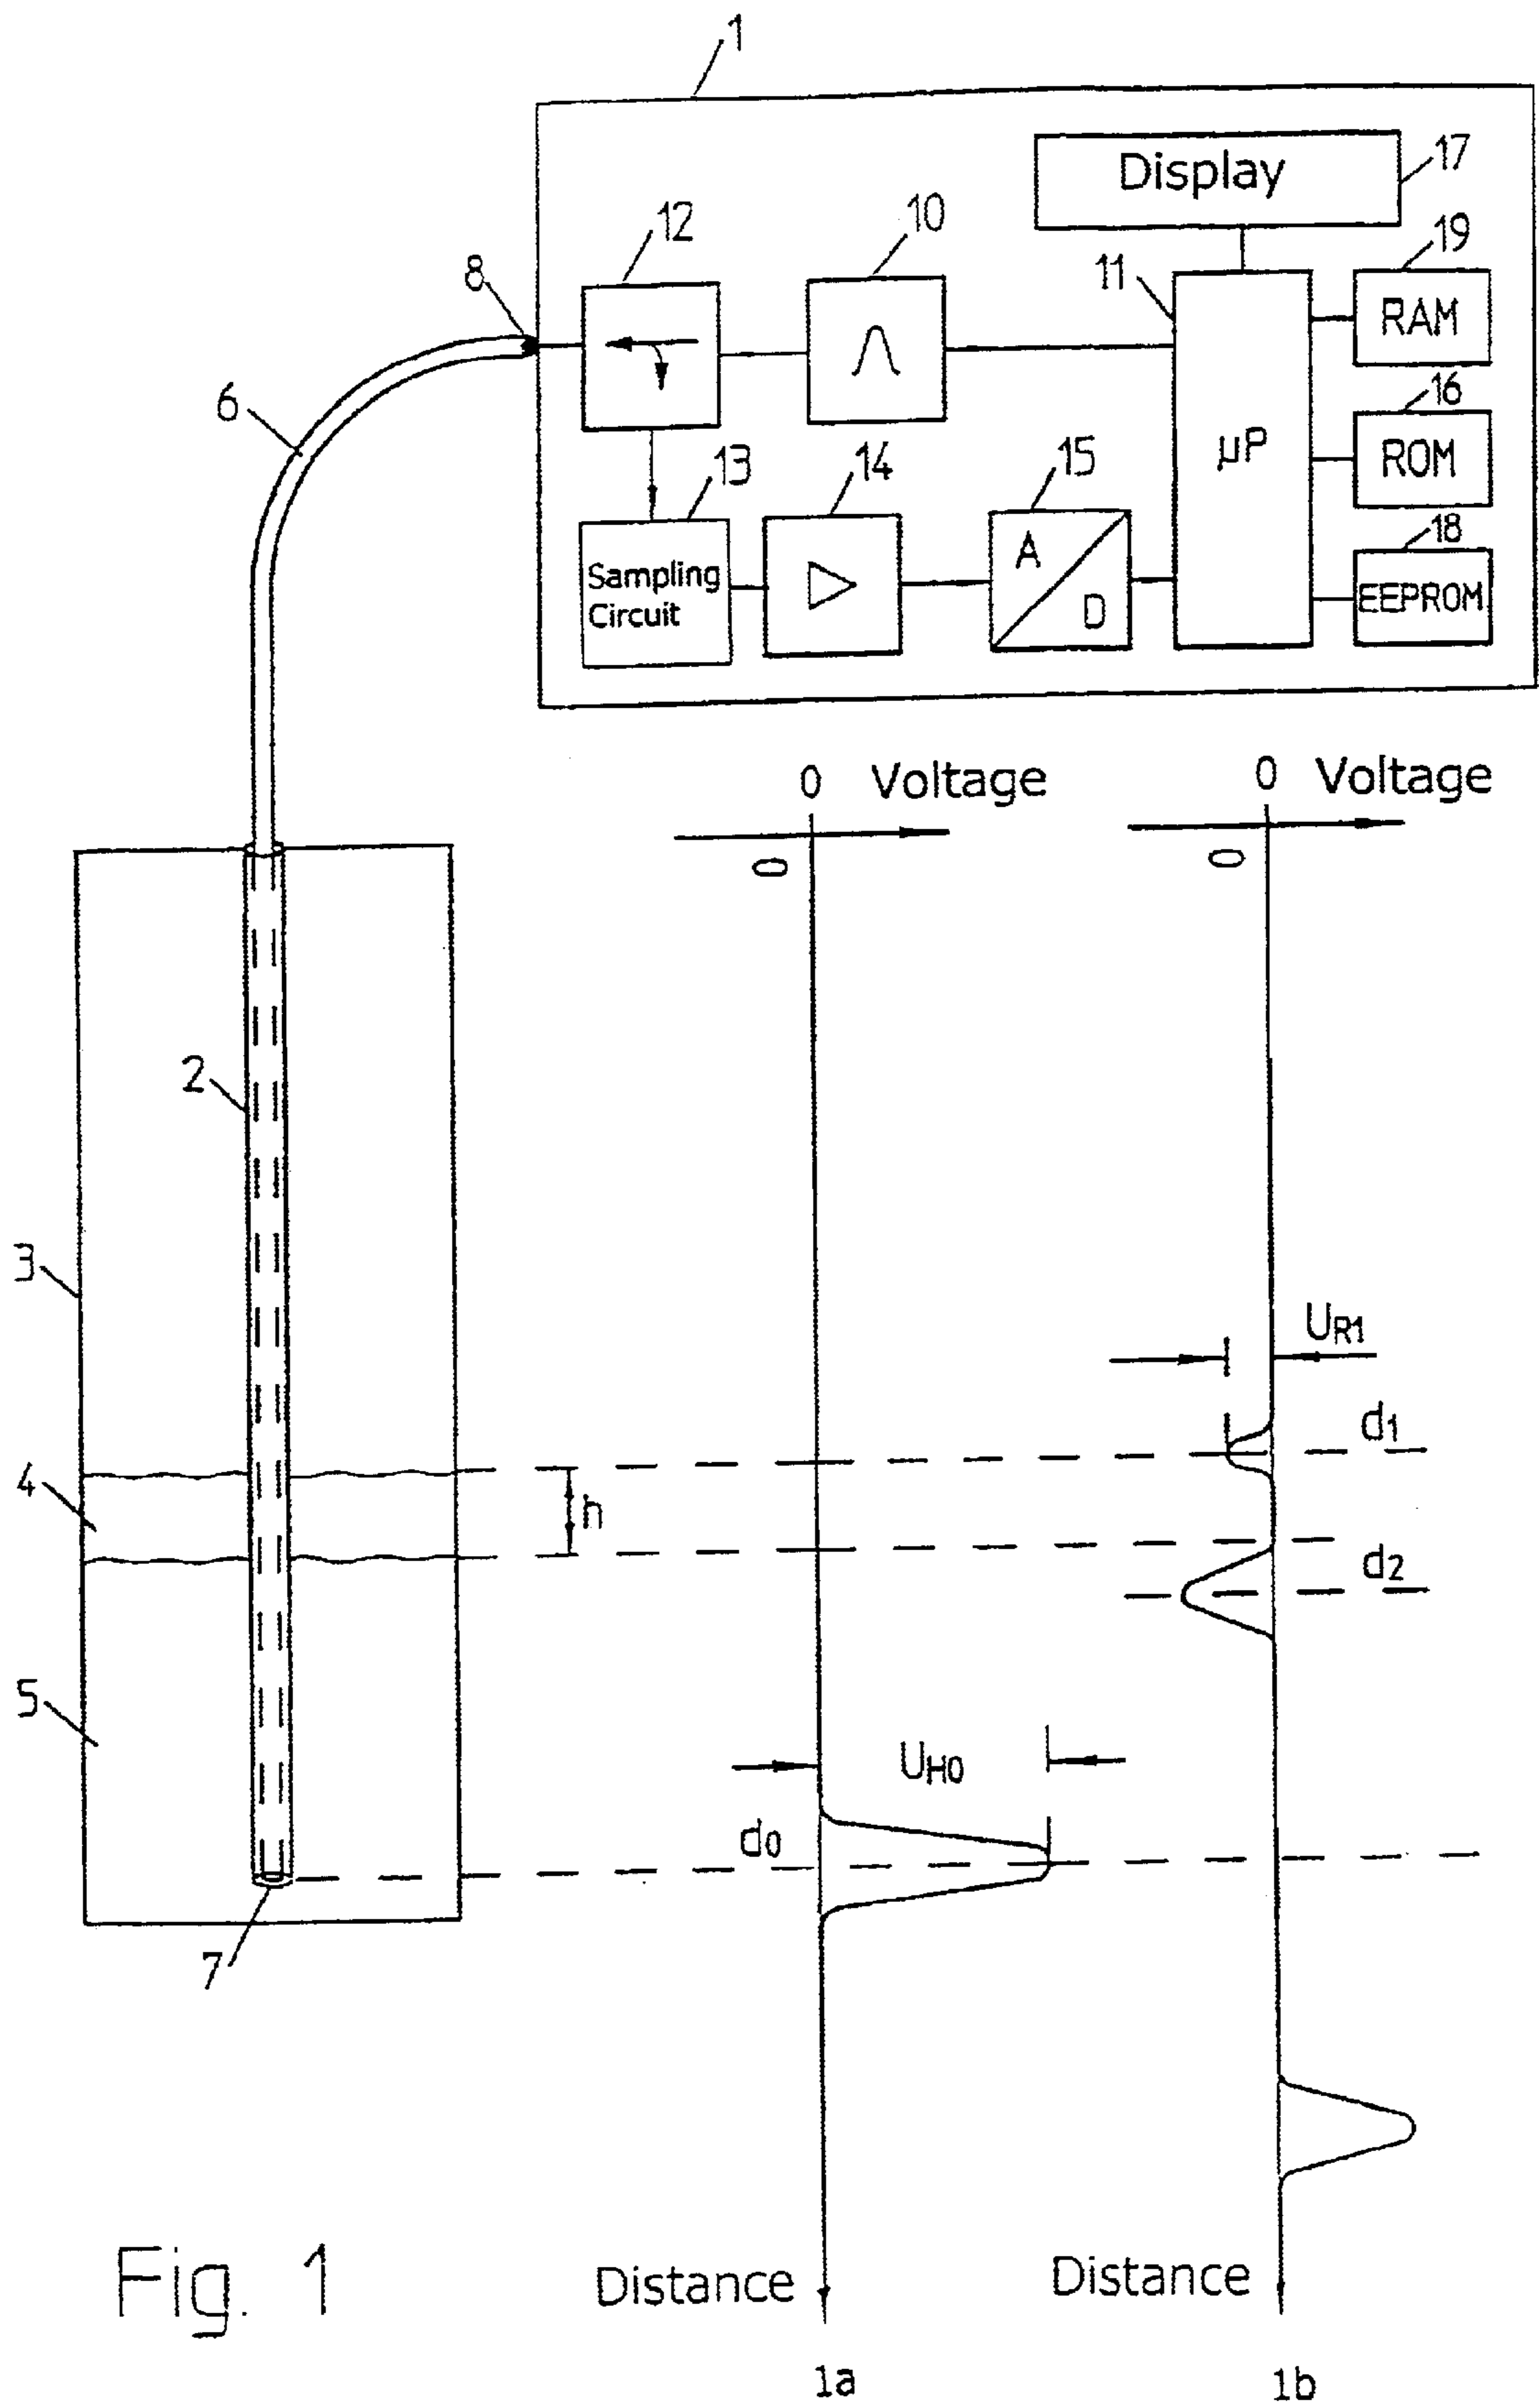 1
Display
17
12
10
19
8
11
RAM
6
16
µP
ROM
13
14
15
18
Sampling
Circuit
A
D
EEPROM
0 Voltage
0 Voltage
0
0
2
3
UR1
d1
4
h
d2
5
UH0
d0
7
Fig. 1
Distance
Distance
1a
1b